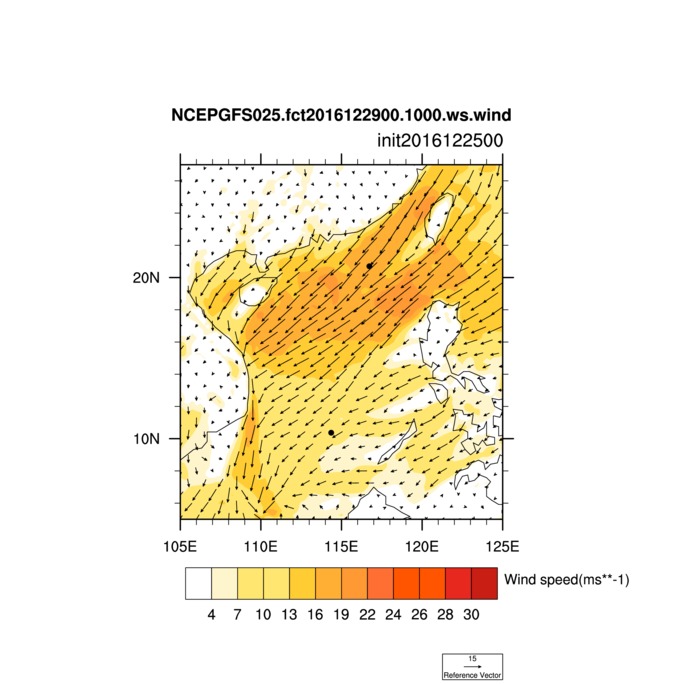 NCEPGFS025.fct2016122900.1000.ws.wind
init2016122500
20N
10N
105E 110E 115E 120E 125E
Wind speed(ms**-1)
4 7 10 13 16 19 22 24 26 28 30
15
Reference Vector